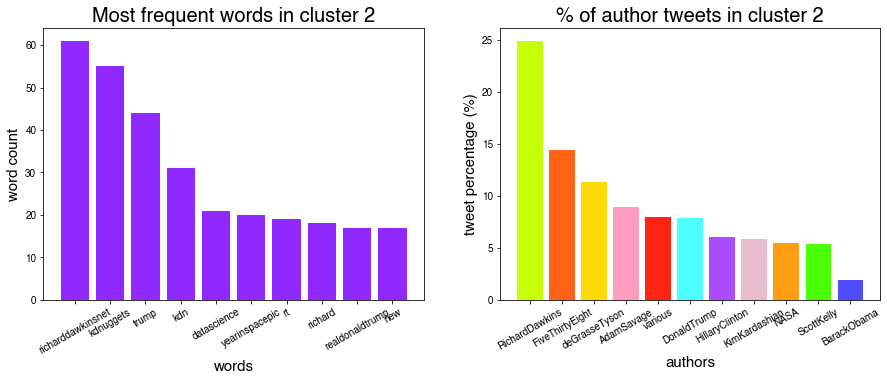 Most frequent words in cluster 2
word count
60
50
40
30
20
10
0
richarddawkinsnet
kdnuggets
trump
kdn
datascience
yearinspacepic
rt
richard
realdonaldtrump
new
words
% of author tweets in cluster 2
tweet percentage (%)
25
20
15
10
5
0
RichardDawkins
FiveThirtyEight
deGrasseTyson
AdamSavage
various
DonaldTrump
HillaryClinton
KimKardashian
NASA
ScottKelly
BarackObama
authors